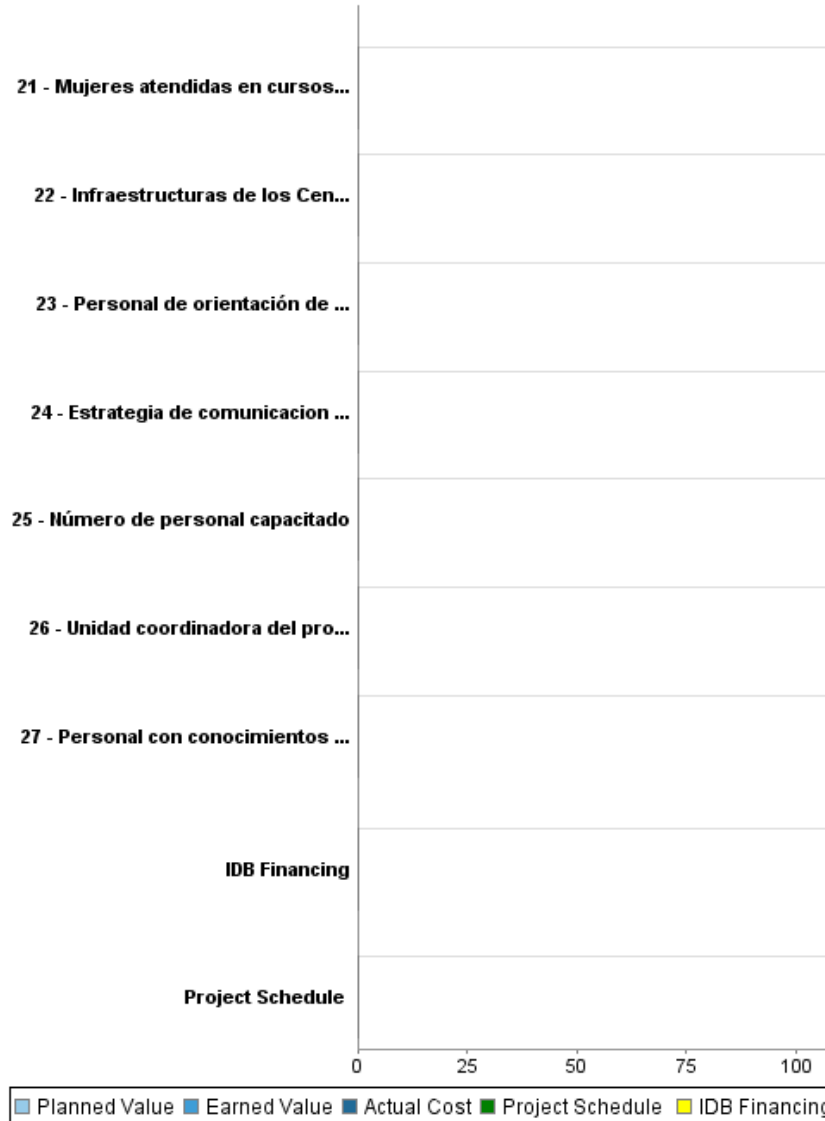 21 - Mujeres atendidas en cursos...
22 - Infraestructuras de los Cen...
23 - Personal de orientación de ...
24 - Estrategia de comunicacion ...
25 - Número de personal capacitado
26 - Unidad coordinadora del pro...
27 - Personal con conocimientos ...
IDB Financing
Project Schedule
0 25 50 75 100
Planned Value Earned Value Actual Cost Project Schedule IDB Financing